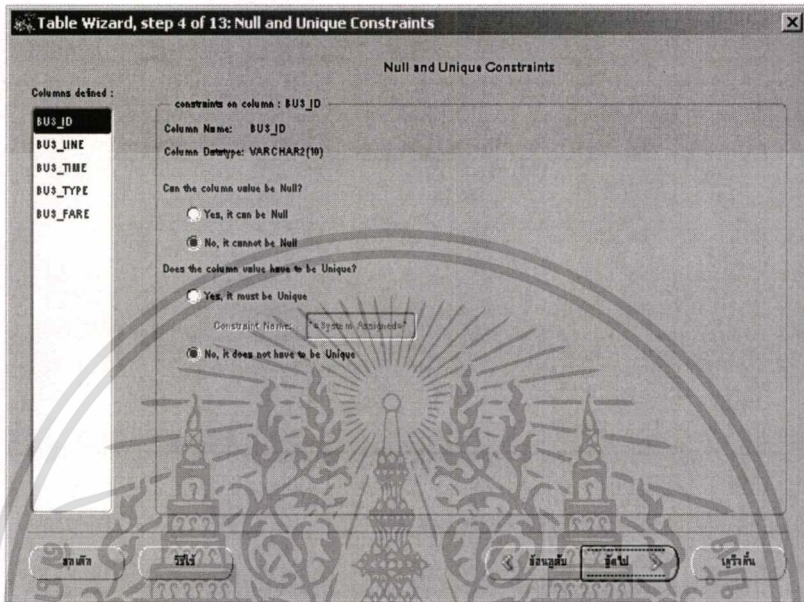 Table Wizard, step 4 of 13: Null and Unique Constraints
Null and Unique Constraints
Columns defined :
BUS_ID
BUS_LINE
BUS_TIME
BUS_TYPE
BUS_FARE
constraints on column : BUS_ID
Column Name: BUS_ID
Column Datatype: VARCHAR2(10)
Can the column value be Null?
Yes, it can be Null
No, it cannot be Null
Does the column value have to be Unique?
Yes, it must be Unique
Constraint Name: "<System Assigned>"
No, it does not have to be Unique
ยกเลิก
วิธีใช้
ย้อนกลับ
ถัดไป
เสร็จสิ้น